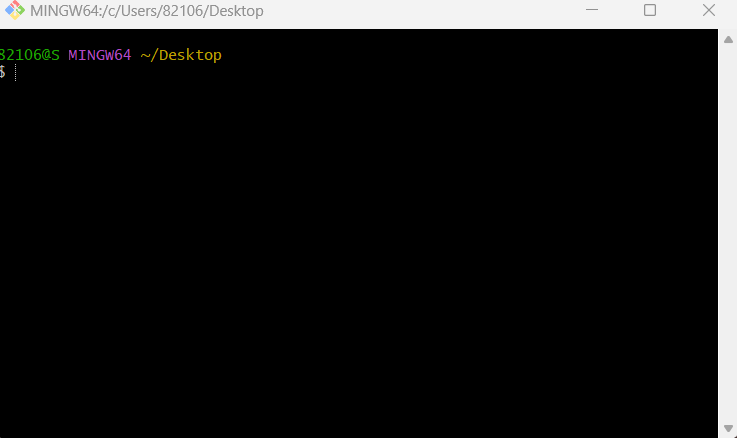 MINGW64:/c/Users/82106/Desktop
82106@S MINGW64 ~/Desktop
$